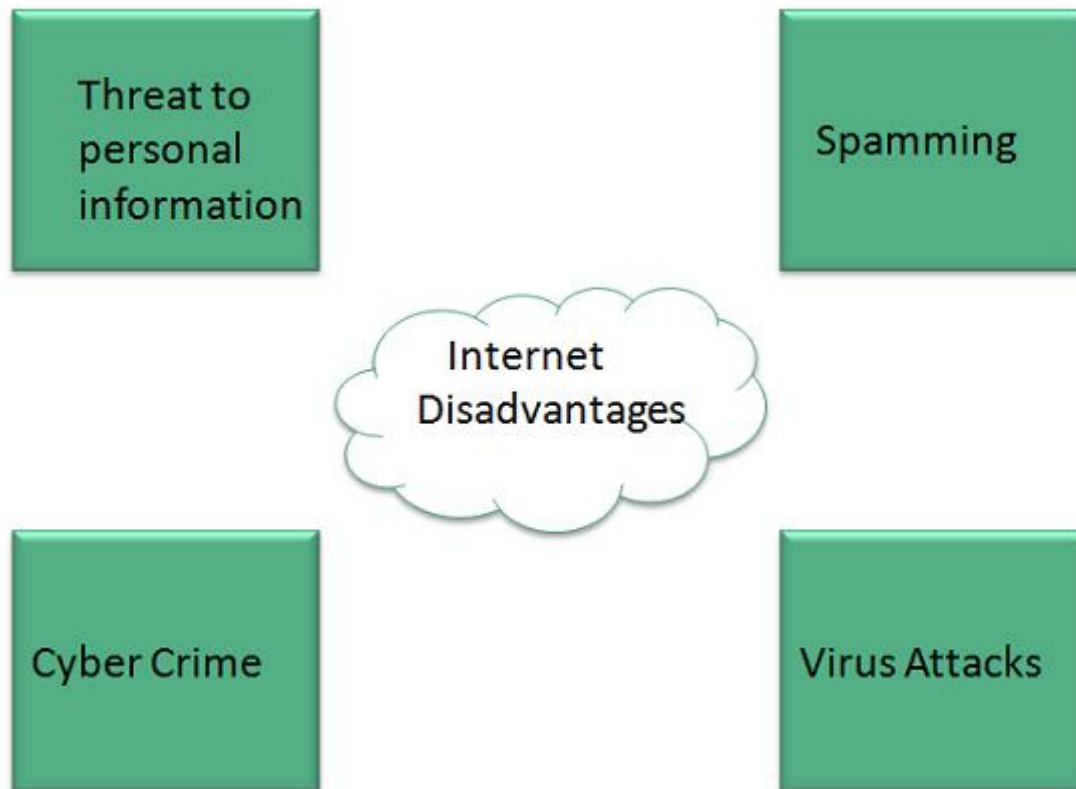 Threat to
personal
information
Spamming
Internet
Disadvantages
Cyber Crime
Virus Attacks